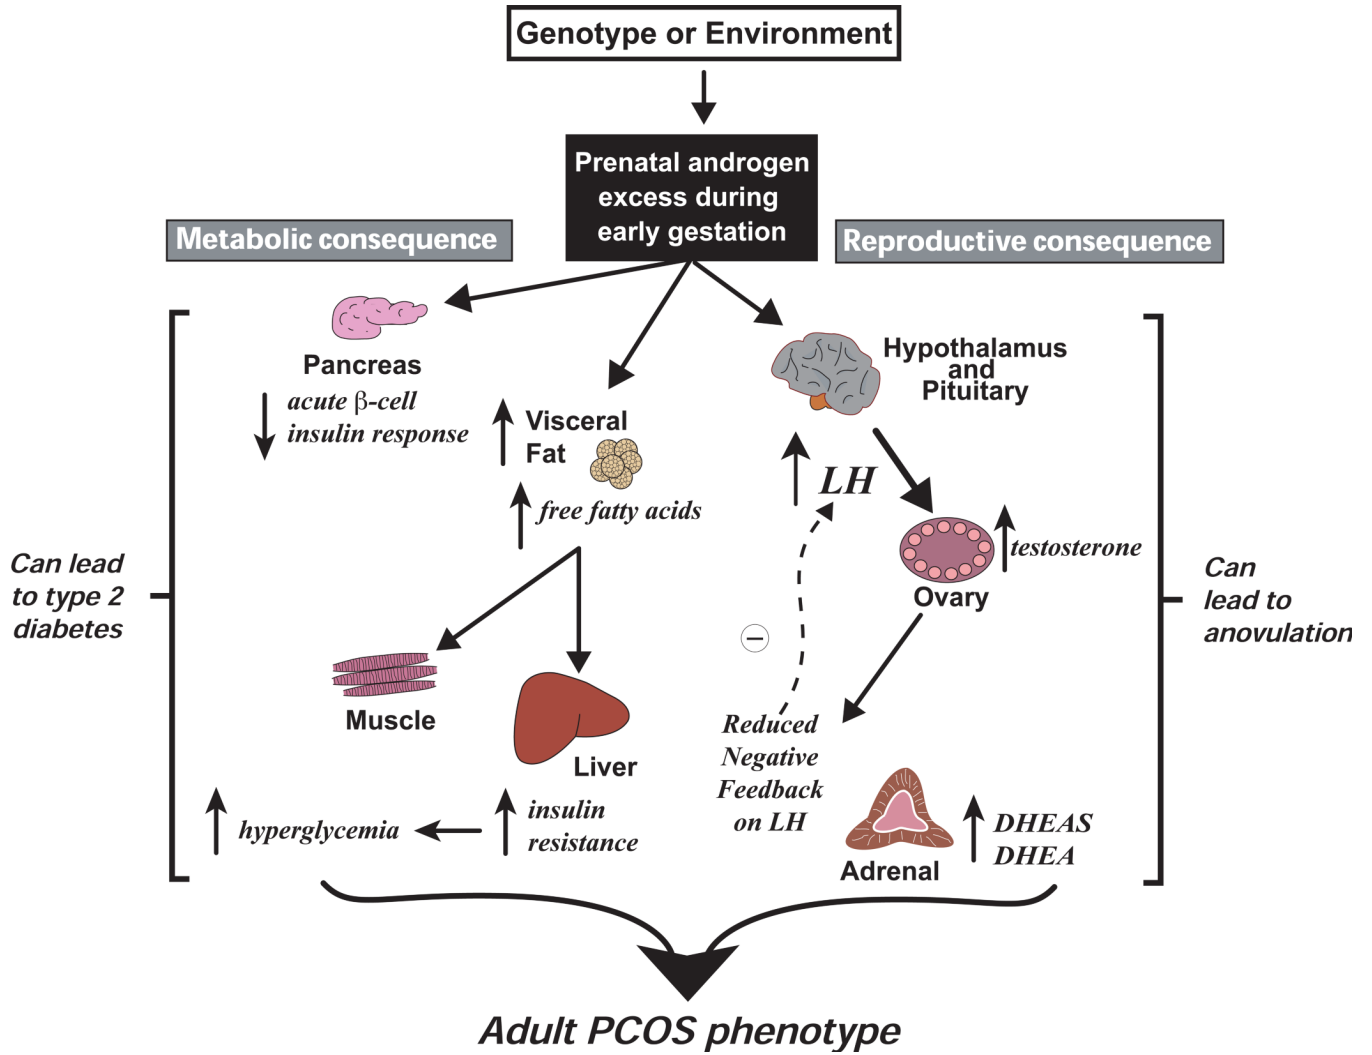 Genotype or Environment
Prenatal androgen
excess during
early gestation
Metabolic consequence
Reproductive consequence
Pancreas
acute β-cell
insulin response
Visceral
Fat
free fatty acids
Muscle
Liver
insulin
resistance
hyperglycemia
Can lead
to type 2
diabetes
Hypothalamus
and
Pituitary
LH
testosterone
Ovary
−
Reduced
Negative
Feedback
on LH
Adrenal
DHEAS
DHEA
Can
lead to
anovulation
Adult PCOS phenotype